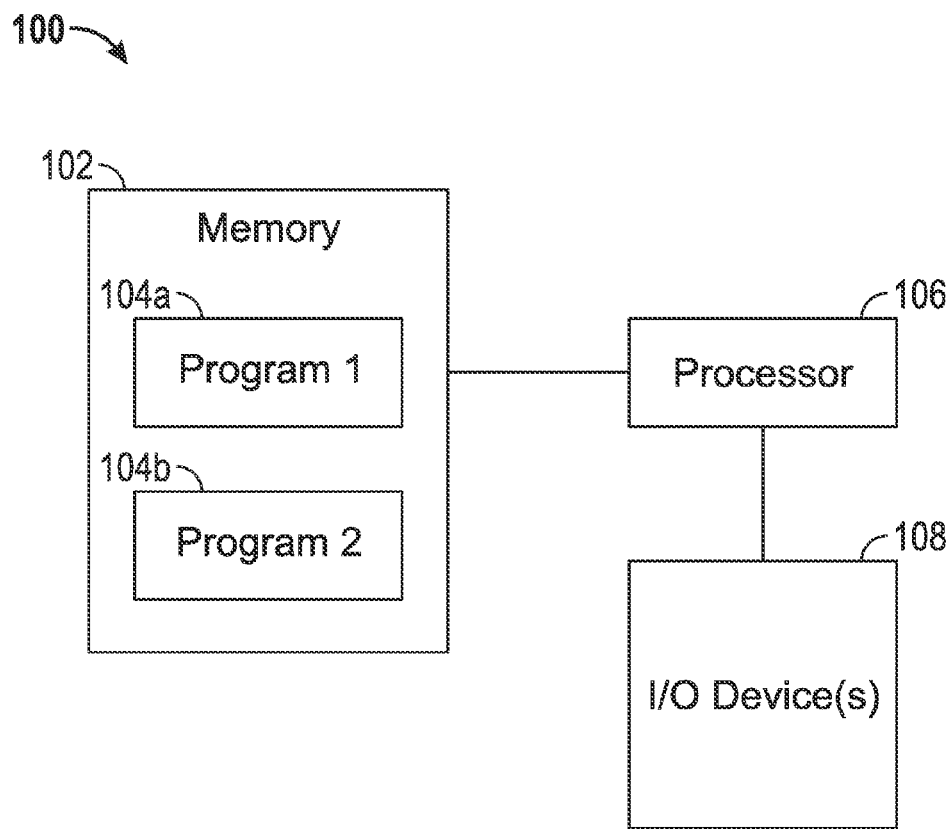 100
102
Memory
104a
Program 1
104b
Program 2
106
Processor
108
I/O Device(s)